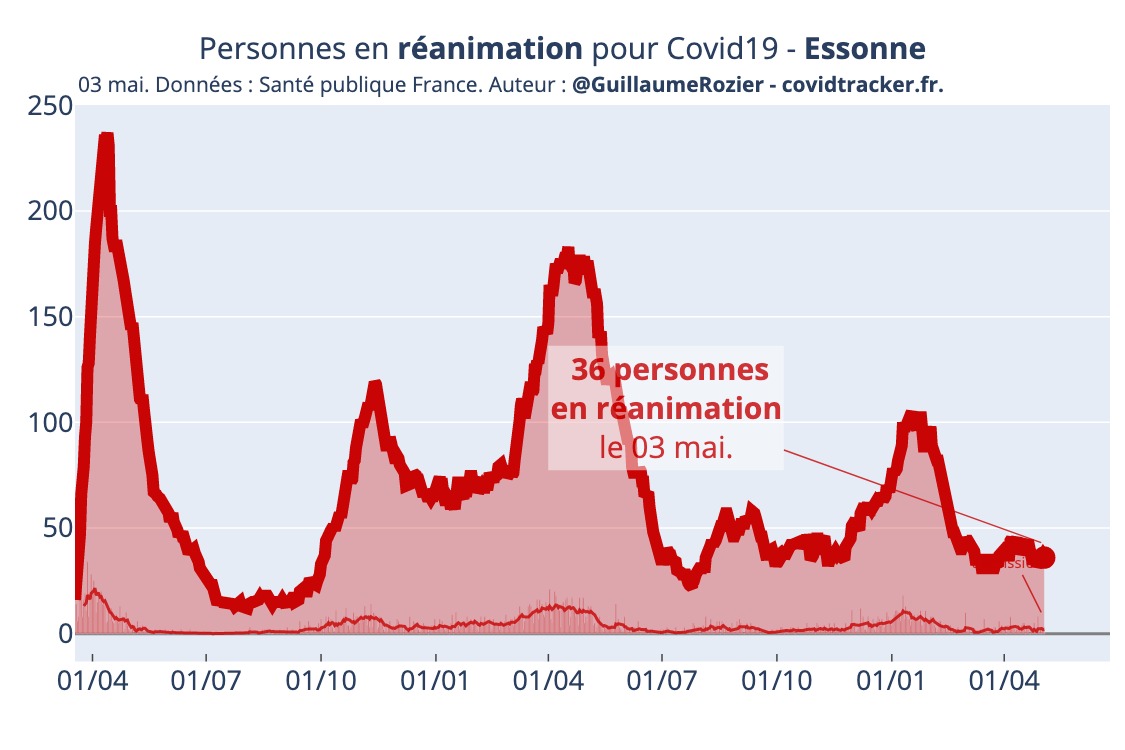 Personnes en réanimation pour Covid19 - Essonne
03 mai. Données : Santé publique France. Auteur : @GuillaumeRozier - covidtracker.fr.
250
200
150
100
50
0
36 personnes
en réanimation
le 03 mai.
01/04 01/07 01/10 01/01 01/04 01/07 01/10 01/01 01/04